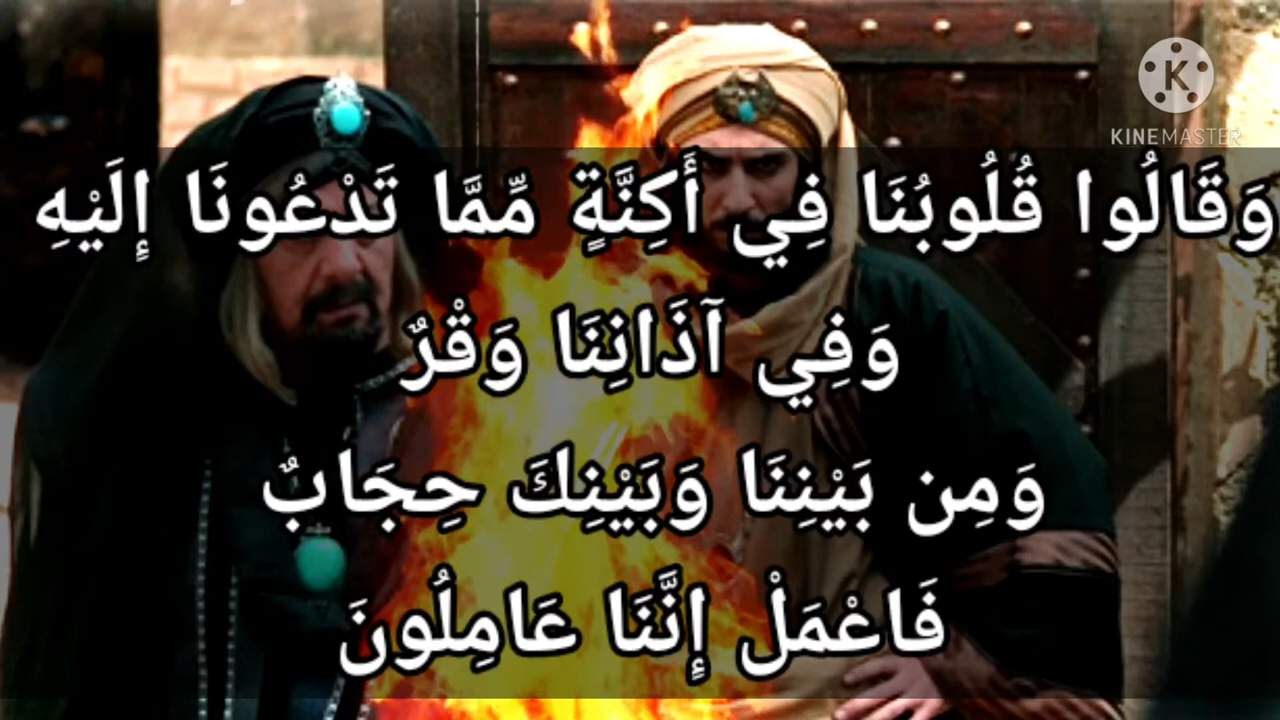 KINEMASTER
وَقَالُوا قُلُوبُنَا فِي أَكِنَّةٍ مِّمَّا تَدْعُونَا إِلَيْهِ
وَفِي آذَانِنَا وَقْرٌ
وَمِن بَيْنِنَا وَبَيْنِكَ حِجَابٌ
فَاعْمَلْ إِنَّنَا عَامِلُونَ